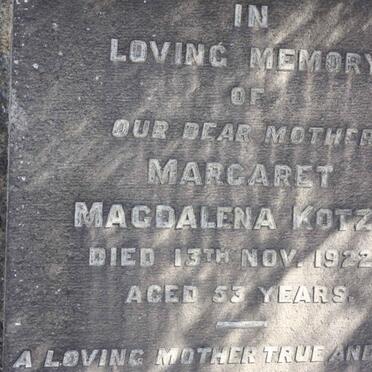 IN
LOVING MEMORY
OF
OUR DEAR MOTHER
MARGARET
MAGDALENA KOTZ
DIED 13TH NOV. 1922
AGED 53 YEARS.
A LOVING MOTHER TRUE AND